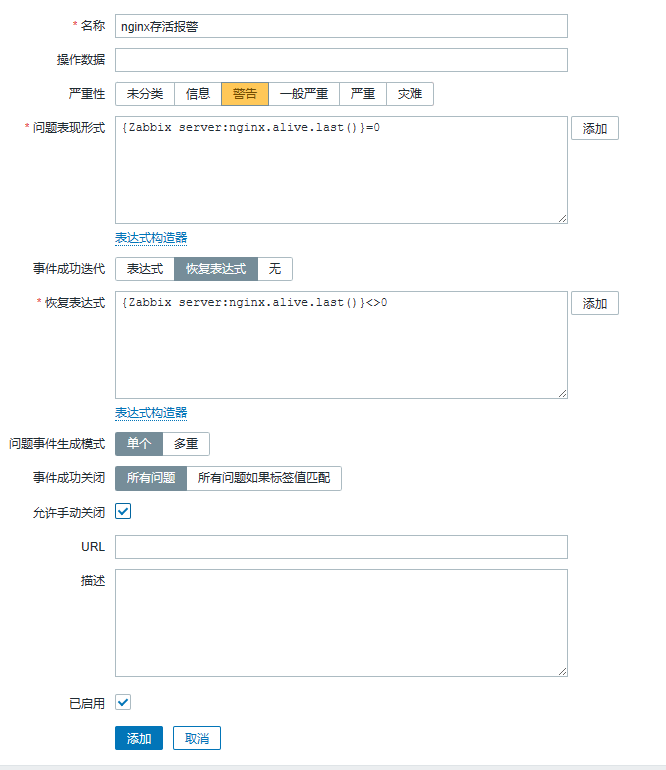 * 名称 nginx存活报警
操作数据
严重性 未分类 信息 警告 一般严重 严重 灾难
* 问题表现形式 {Zabbix server:nginx.alive.last()}=0 添加
表达式构造器
事件成功迭代 表达式 恢复表达式 无
* 恢复表达式 {Zabbix server:nginx.alive.last()}<>0 添加
表达式构造器
问题事件生成模式 单个 多重
事件成功关闭 所有问题 所有问题如果标签值匹配
允许手动关闭
URL
描述
已启用
添加 取消